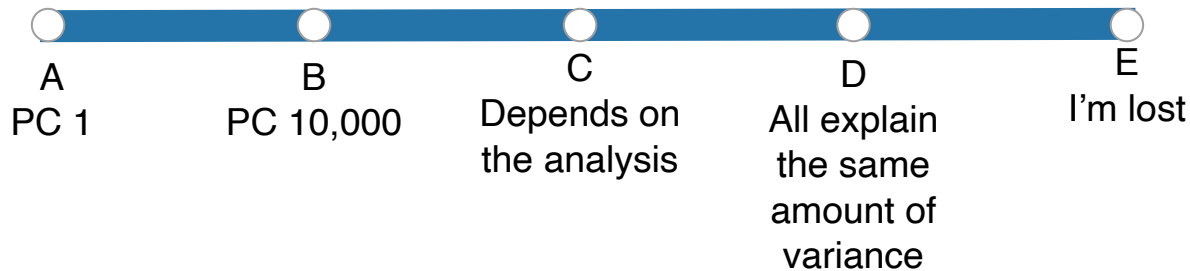 A
PC 1
B
PC 10,000
C
Depends on
the analysis
D
All explain
the same
amount of
variance
E
I'm lost